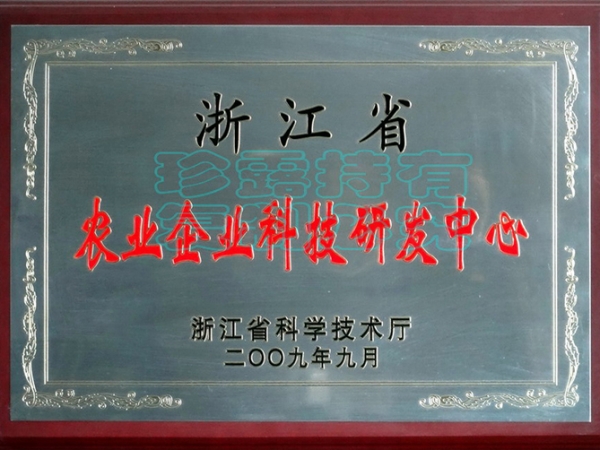 浙江省
珍露持有
农业企业科技研发中心
浙江省科学技术厅
二〇〇九年九月